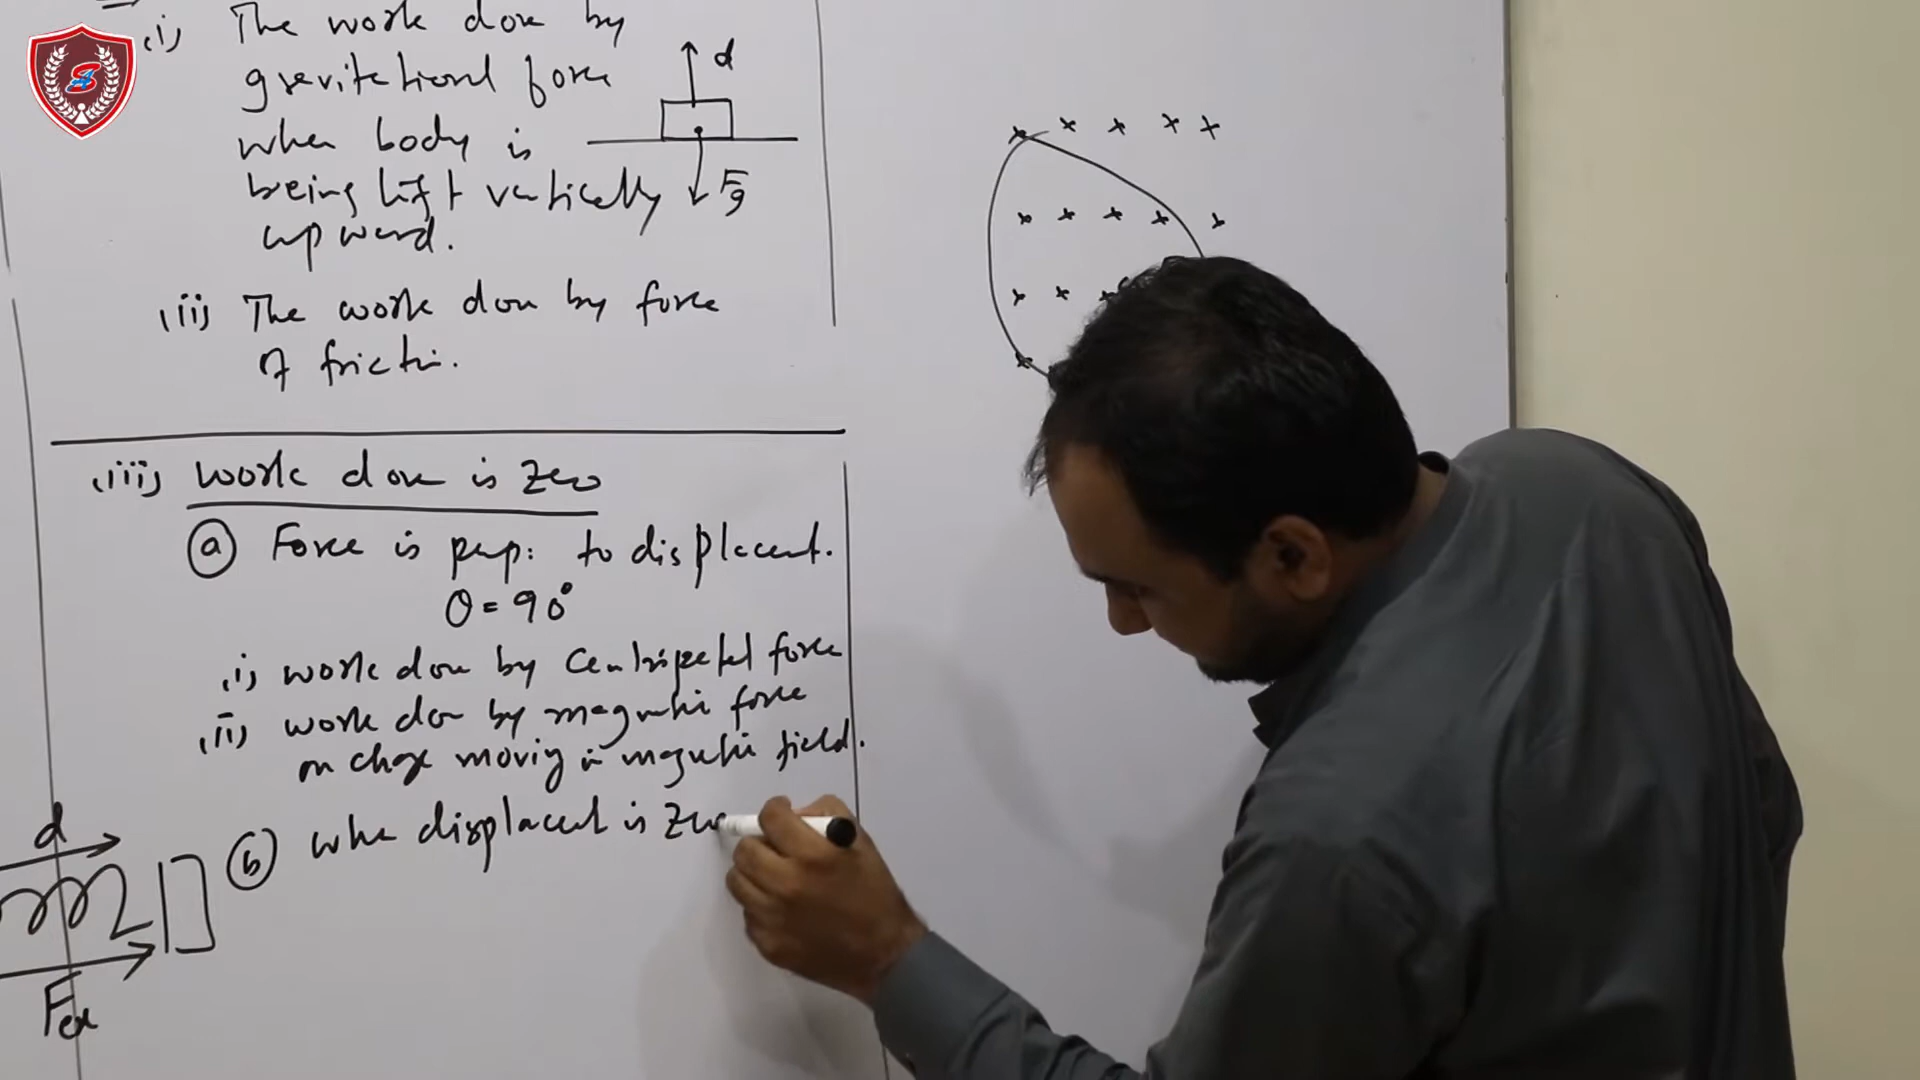 (i) The work done by
gravitational force
when body is
being lift vertically
upward.
d
Fg
(ii) The work done by force
of friction.
(iii) work done is zero
(a) Force is perp: to displacement.
θ = 90°
(i) work done by Centripetal force
(ii) work done by magnetic force
on charge moving in magnetic field.
(b) when displacement is zero
d
Fex
x x x x x
x x x x x
x x x
x